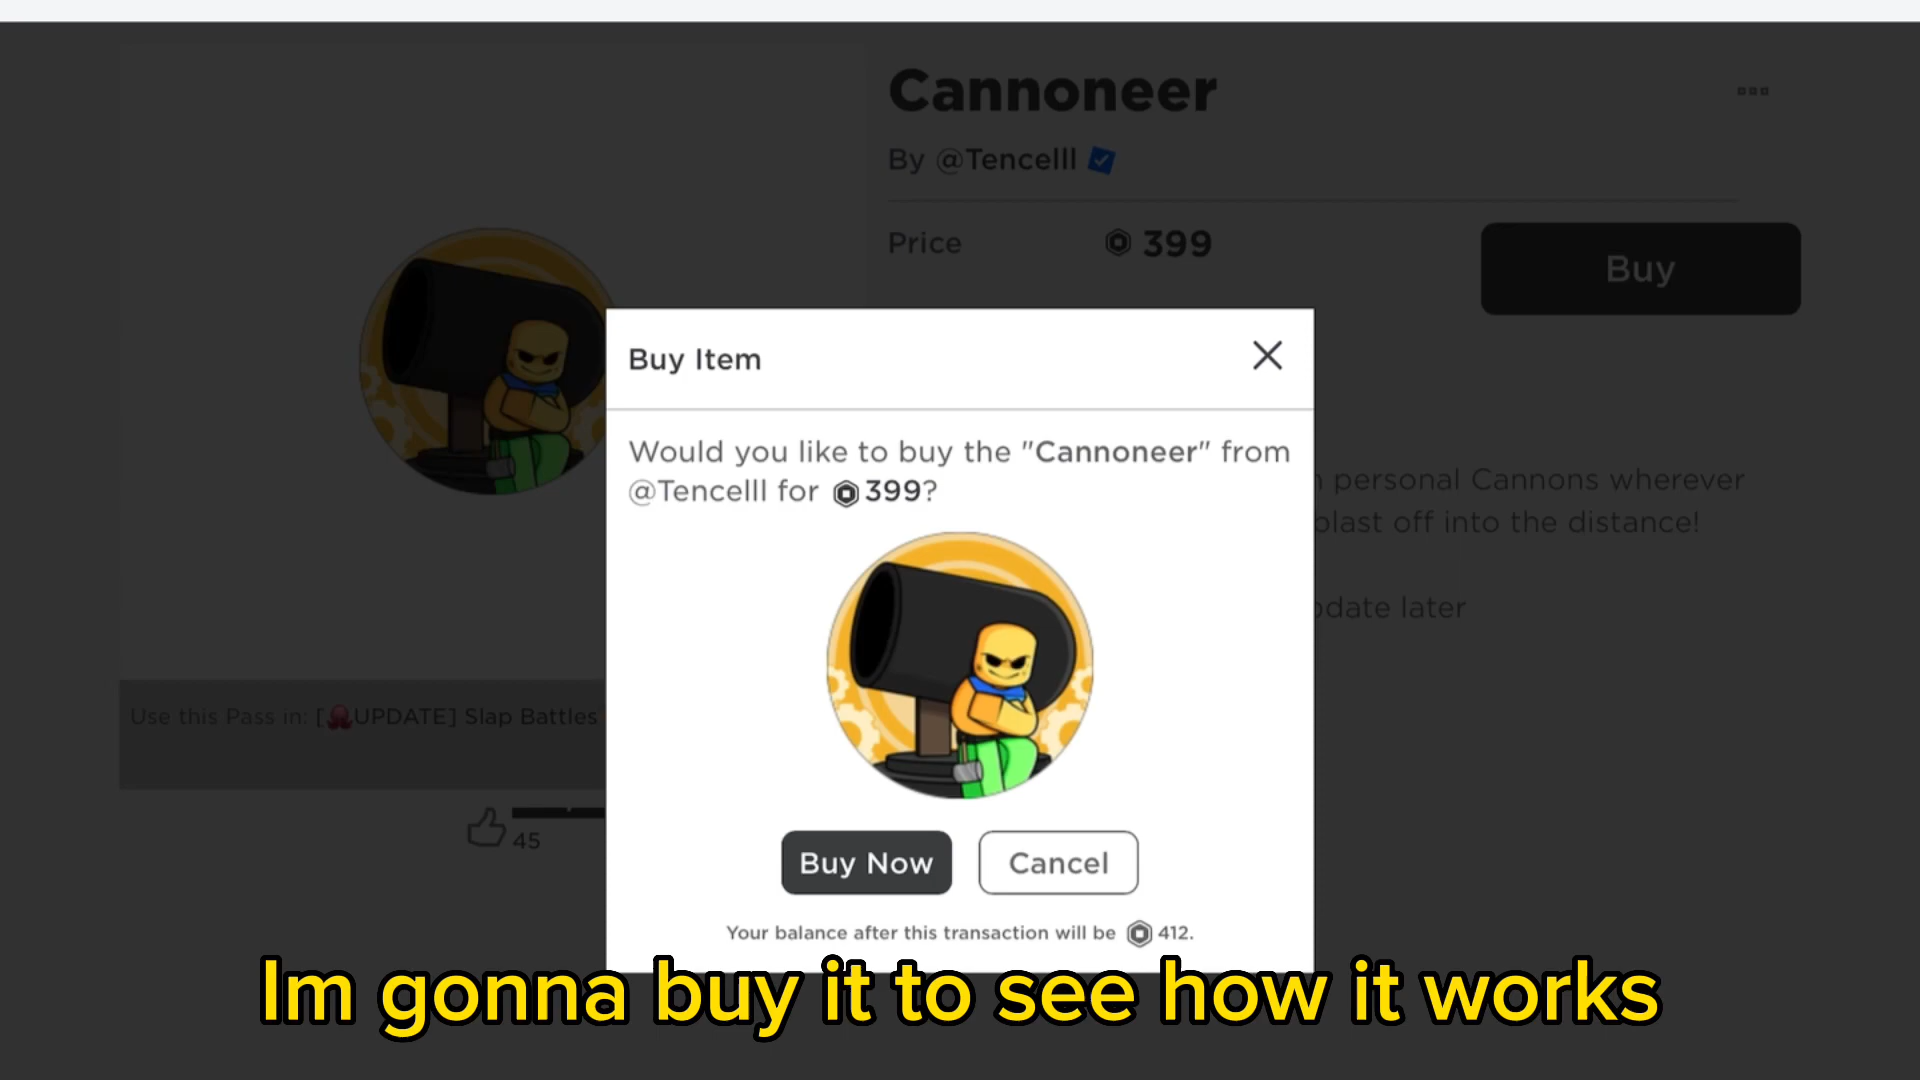 Cannoneer
By @Tencelll
Price 399
Buy
Buy Item
Would you like to buy the "Cannoneer" from
@Tencelll for 399?
personal Cannons wherever
blast off into the distance!
later
Use this Pass in: [🐙UPDATE] Slap Battles
45
Buy Now
Cancel
Your balance after this transaction will be 412.
Im gonna buy it to see how it works